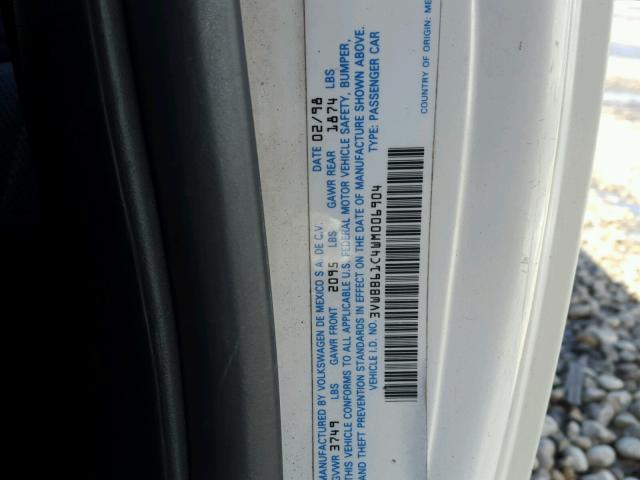 MANUFACTURED BY VOLKSWAGEN DE MEXICO S A. DE C.V. DATE 02/98
GVWR 3749 LBS GAWR FRONT 2095 LBS GAWR REAR 1874 LBS
THIS VEHICLE CONFORMS TO ALL APPLICABLE U.S. FEDERAL MOTOR VEHICLE SAFETY, BUMPER,
AND THEFT PREVENTION STANDARDS IN EFFECT ON THE DATE OF MANUFACTURE SHOWN ABOVE.
VEHICLE I.D. NO. 3VWBB61C4WM006904 TYPE: PASSENGER CAR
COUNTRY OF ORIGIN: ME